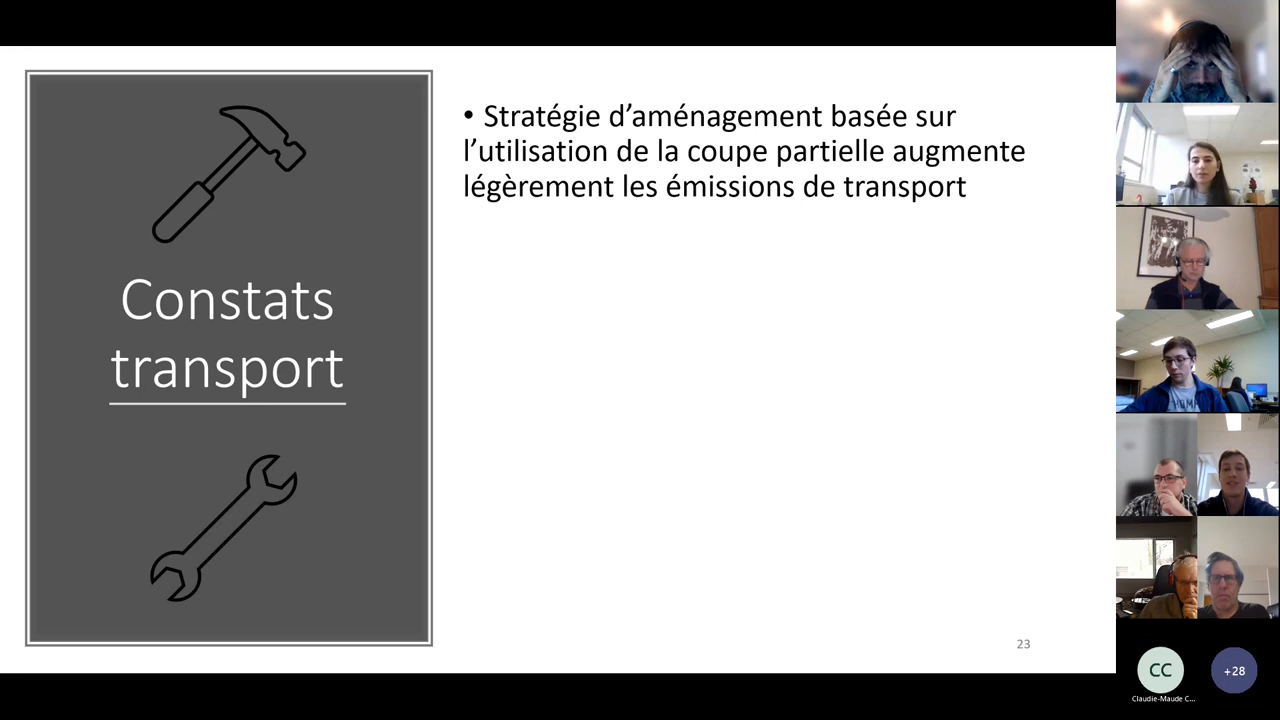 Constats
transport
• Stratégie d’aménagement basée sur
l’utilisation de la coupe partielle augmente
légèrement les émissions de transport
23
CC
Claudie-Maude C...
+28